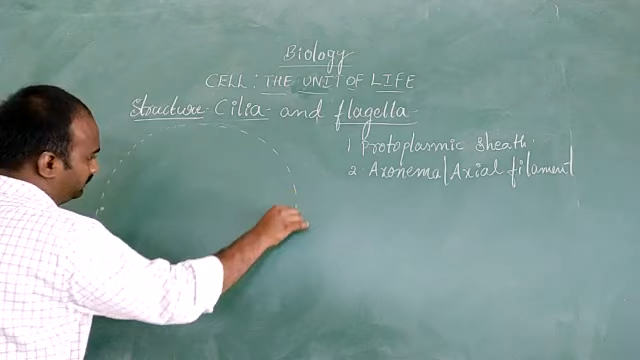 Biology
CELL: THE UNIT OF LIFE
Structure Cilia and flagella
1 Protoplasmic Sheath
2. Axonema/Axial filament